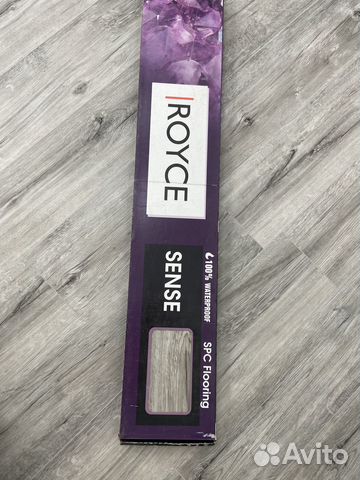 ROYCE
SENSE
100% WATERPROOF
SPC Flooring
Avito